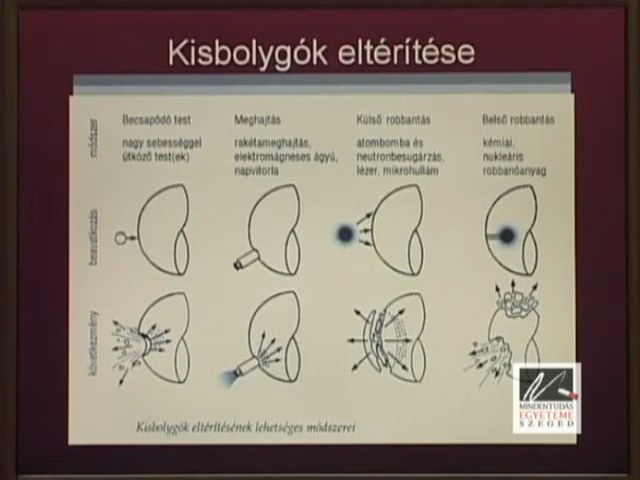 Kisbolygók eltérítése
módszer
Becsapódó test
nagy sebességgel
ütköző test(ek)
Meghajtás
rakétameghajtás,
elektromágneses ágyú,
napvitorla
Külső robbantás
atombomba és
neutronbesugárzás,
lézer, mikrohullám
Belső robbantás
kémiai,
nukleáris
robbanóanyag
beavatkozás
következmény
Kisbolygók eltérítésének lehetséges módszerei
MINDENTUDÁS
EGYETEME
SZEGED